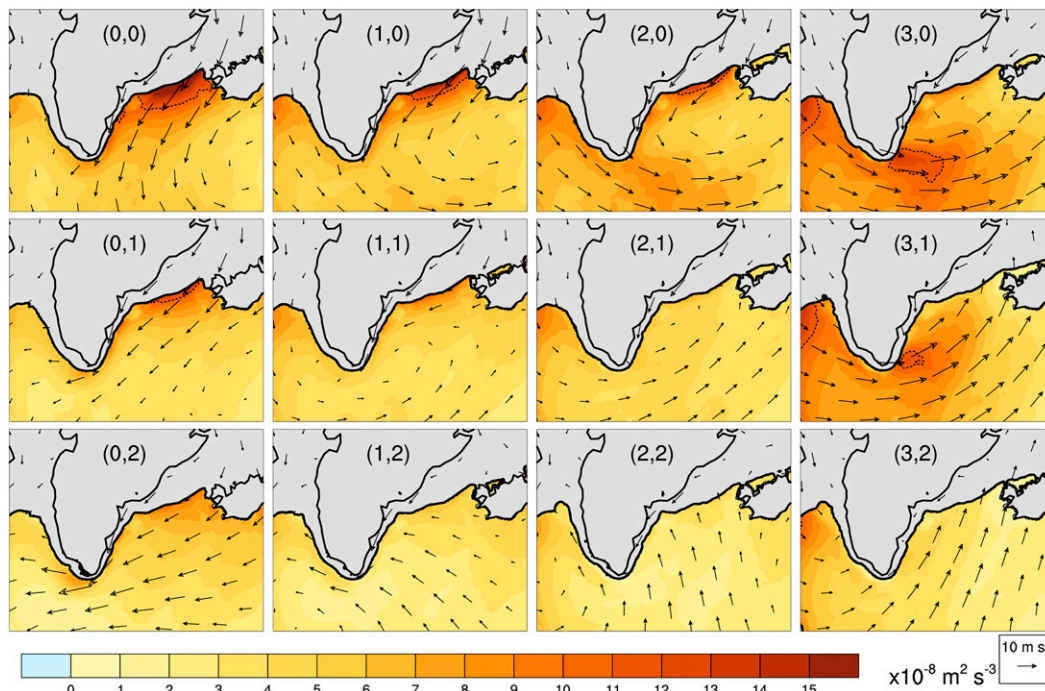 (0,0) (1,0) (2,0) (3,0)
(0,1) (1,1) (2,1) (3,1)
(0,2) (1,2) (2,2) (3,2)
10 m s
0 1 2 3 4 5 6 7 8 9 10 11 12 13 14 15
x10⁻⁸ m² s⁻³